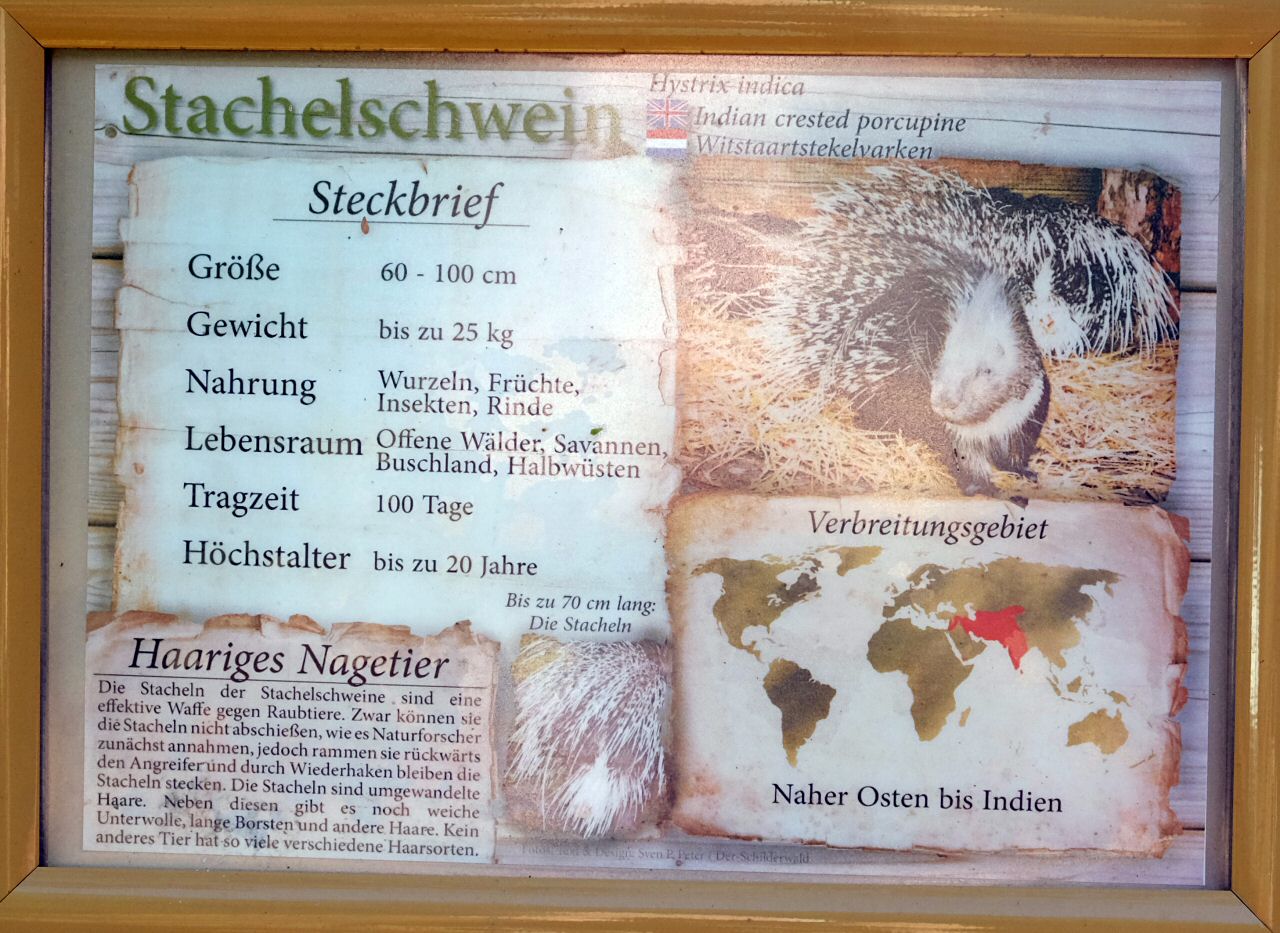 Stachelschwein
Hystrix indica
Indian crested porcupine
Witstaartstekelvarken
Steckbrief
Größe 60 - 100 cm
Gewicht bis zu 25 kg
Nahrung Wurzeln, Früchte,
Insekten, Rinde
Lebensraum Offene Wälder, Savannen,
Buschland, Halbwüsten
Tragzeit 100 Tage
Höchstalter bis zu 20 Jahre
Bis zu 70 cm lang:
Die Stacheln
Haariges Nagetier
Die Stacheln der Stachelschweine sind eine
effektive Waffe gegen Raubtiere. Zwar können sie
die Stacheln nicht abschießen, wie es Naturforscher
zunächst annahmen, jedoch rammen sie rückwärts
den Angreifer und durch Wiederhaken bleiben die
Stacheln stecken. Die Stacheln sind umgewandelte
Haare. Neben diesen gibt es noch weiche
Unterwolle, lange Borsten und andere Haare. Kein
anderes Tier hat so viele verschiedene Haarsorten.
Verbreitungsgebiet
Naher Osten bis Indien
& Design: Sven P. Peter / Der-Schilderwald